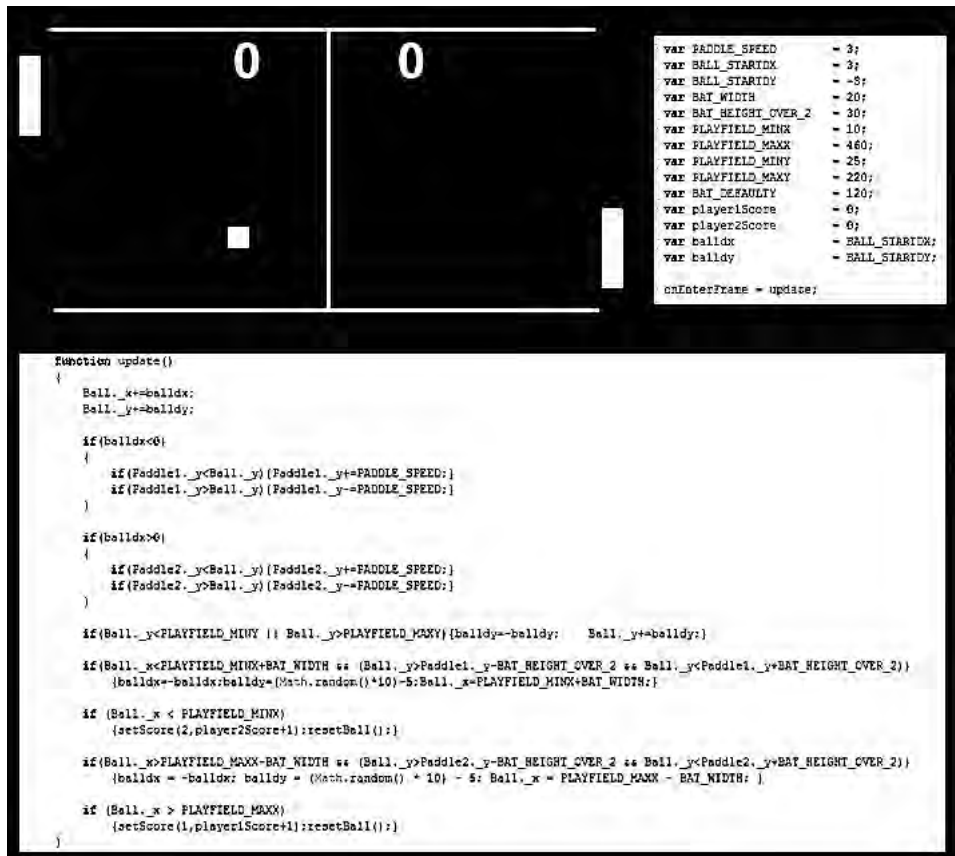 0 0
var PADDLE_SPEED = 3;
var BALL_STARTDX = 3;
var BALL_STARTDY = -3;
var BAT_WIDTH = 20;
var BAT_HEIGHT_OVER_2 = 30;
var PLAYFIELD_MINX = 10;
var PLAYFIELD_MAXX = 460;
var PLAYFIELD_MINY = 25;
var PLAYFIELD_MAXY = 220;
var BAT_DEFAULTY = 120;
var player1Score = 0;
var player2Score = 0;
var balldx = BALL_STARTDX;
var balldy = BALL_STARTDY;
onEnterFrame = update;
function update()
{
Ball._x+=balldx;
Ball._y+=balldy;
if(balldx<0)
{
if(Paddle1._y<Ball._y){Paddle1._y+=PADDLE_SPEED;}
if(Paddle1._y>Ball._y){Paddle1._y-=PADDLE_SPEED;}
}
if(balldx>0)
{
if(Paddle2._y<Ball._y){Paddle2._y+=PADDLE_SPEED;}
if(Paddle2._y>Ball._y){Paddle2._y-=PADDLE_SPEED;}
}
if(Ball._y<PLAYFIELD_MINY || Ball._y>PLAYFIELD_MAXY){balldy=-balldy; Ball._y+=balldy;}
if(Ball._x<PLAYFIELD_MINX+BAT_WIDTH && (Ball._y>Paddle1._y-BAT_HEIGHT_OVER_2 && Ball._y<Paddle1._y+BAT_HEIGHT_OVER_2))
{balldx=-balldx;balldy=(Math.random()*10)-5;Ball._x=PLAYFIELD_MINX+BAT_WIDTH;}
if (Ball._x < PLAYFIELD_MINX)
{setScore(2,player2Score+1);resetBall();}
if(Ball._x>PLAYFIELD_MAXX-BAT_WIDTH && (Ball._y>Paddle2._y-BAT_HEIGHT_OVER_2 && Ball._y<Paddle2._y+BAT_HEIGHT_OVER_2))
{balldx = -balldx; balldy = (Math.random() * 10) - 5; Ball._x = PLAYFIELD_MAXX - BAT_WIDTH; }
if (Ball._x > PLAYFIELD_MAXX)
{setScore(1,player1Score+1);resetBall();}
}